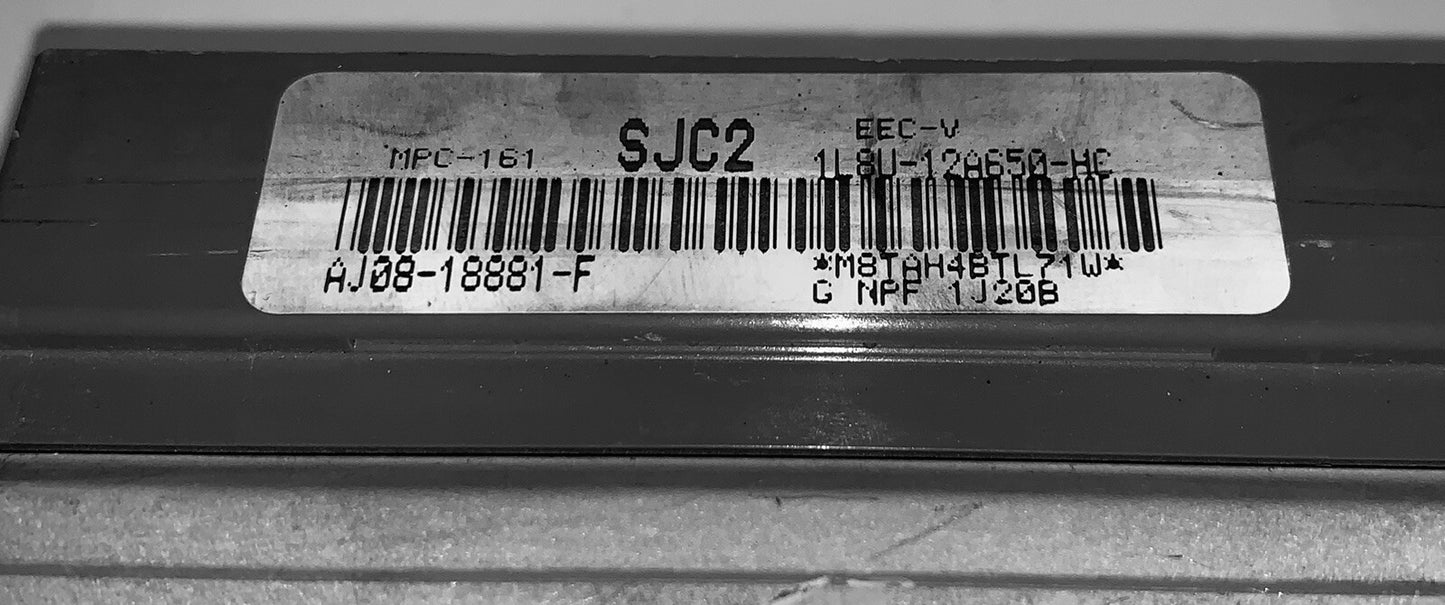 EEC-V
MPC-161 SJC2 1L8U-12A650-HC
AJ08-18881-F *M8TAH4BTL71W*
G NPF 1J20B